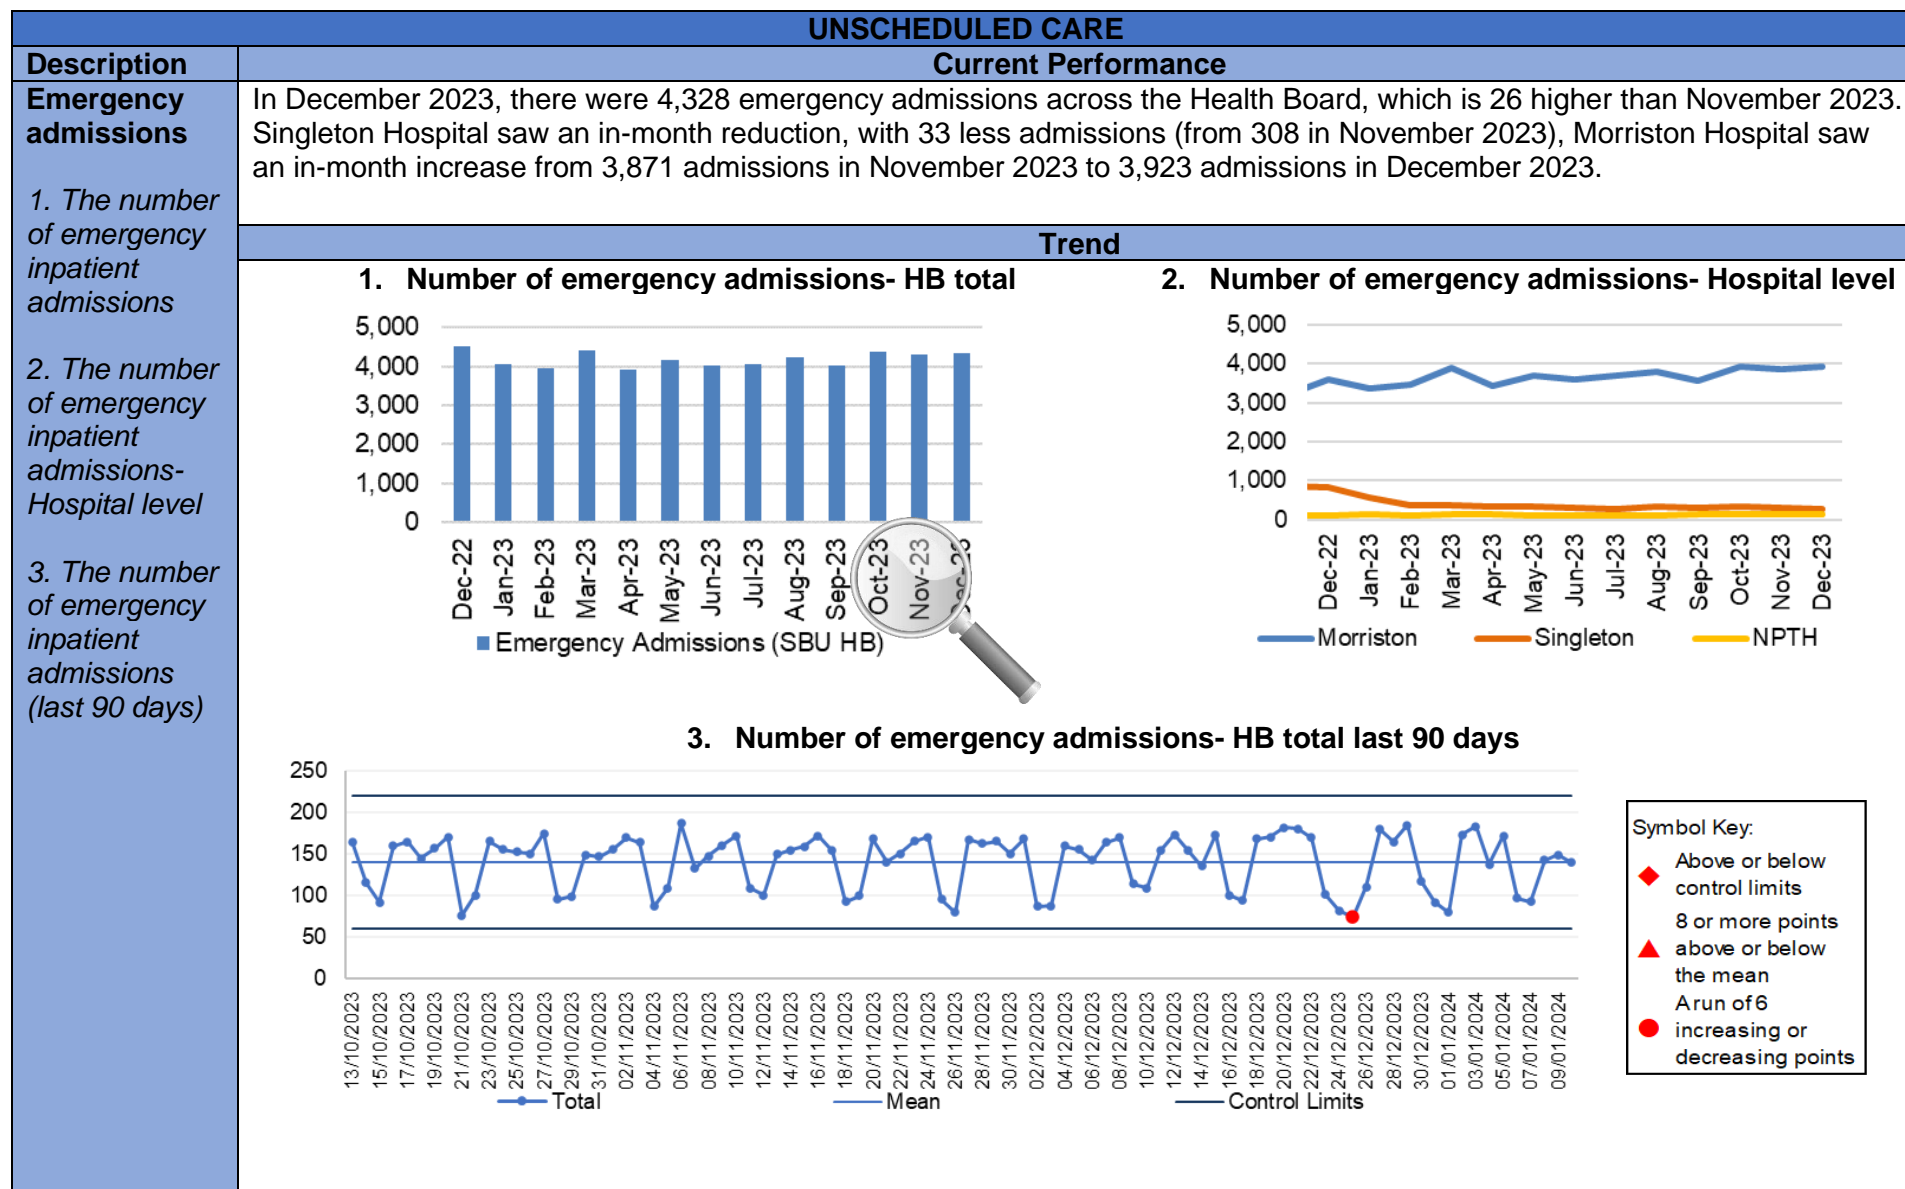 UNSCHEDULED CARE
Description
Current Performance
Emergency
admissions
1. The number
of emergency
inpatient
admissions
2. The number
of emergency
inpatient
admissions-
Hospital level
3. The number
of emergency
inpatient
admissions
(last 90 days)
In December 2023, there were 4,328 emergency admissions across the Health Board, which is 26 higher than November 2023.
Singleton Hospital saw an in-month reduction, with 33 less admissions (from 308 in November 2023), Morriston Hospital saw
an in-month increase from 3,871 admissions in November 2023 to 3,923 admissions in December 2023.
Trend
1. Number of emergency admissions- HB total
5,000
4,000
3,000
2,000
1,000
0
Dec-22
Jan-23
Feb-23
Mar-23
Apr-23
May-23
Jun-23
Jul-23
Aug-23
Sep-23
Oct-23
Nov-23
Dec-23
Emergency Admissions (SBU HB)
2. Number of emergency admissions- Hospital level
5,000
4,000
3,000
2,000
1,000
0
Dec-22
Jan-23
Feb-23
Mar-23
Apr-23
May-23
Jun-23
Jul-23
Aug-23
Sep-23
Oct-23
Nov-23
Dec-23
Morriston
Singleton
NPTH
3. Number of emergency admissions- HB total last 90 days
250
200
150
100
50
0
13/10/2023
15/10/2023
17/10/2023
19/10/2023
21/10/2023
23/10/2023
25/10/2023
27/10/2023
29/10/2023
31/10/2023
02/11/2023
04/11/2023
06/11/2023
08/11/2023
10/11/2023
12/11/2023
14/11/2023
16/11/2023
18/11/2023
20/11/2023
22/11/2023
24/11/2023
26/11/2023
28/11/2023
30/11/2023
02/12/2023
04/12/2023
06/12/2023
08/12/2023
10/12/2023
12/12/2023
14/12/2023
16/12/2023
18/12/2023
20/12/2023
22/12/2023
24/12/2023
26/12/2023
28/12/2023
30/12/2023
01/01/2024
03/01/2024
05/01/2024
07/01/2024
09/01/2024
Total
Mean
Control Limits
Symbol Key:
Above or below
control limits
8 or more points
above or below
the mean
A run of 6
increasing or
decreasing points